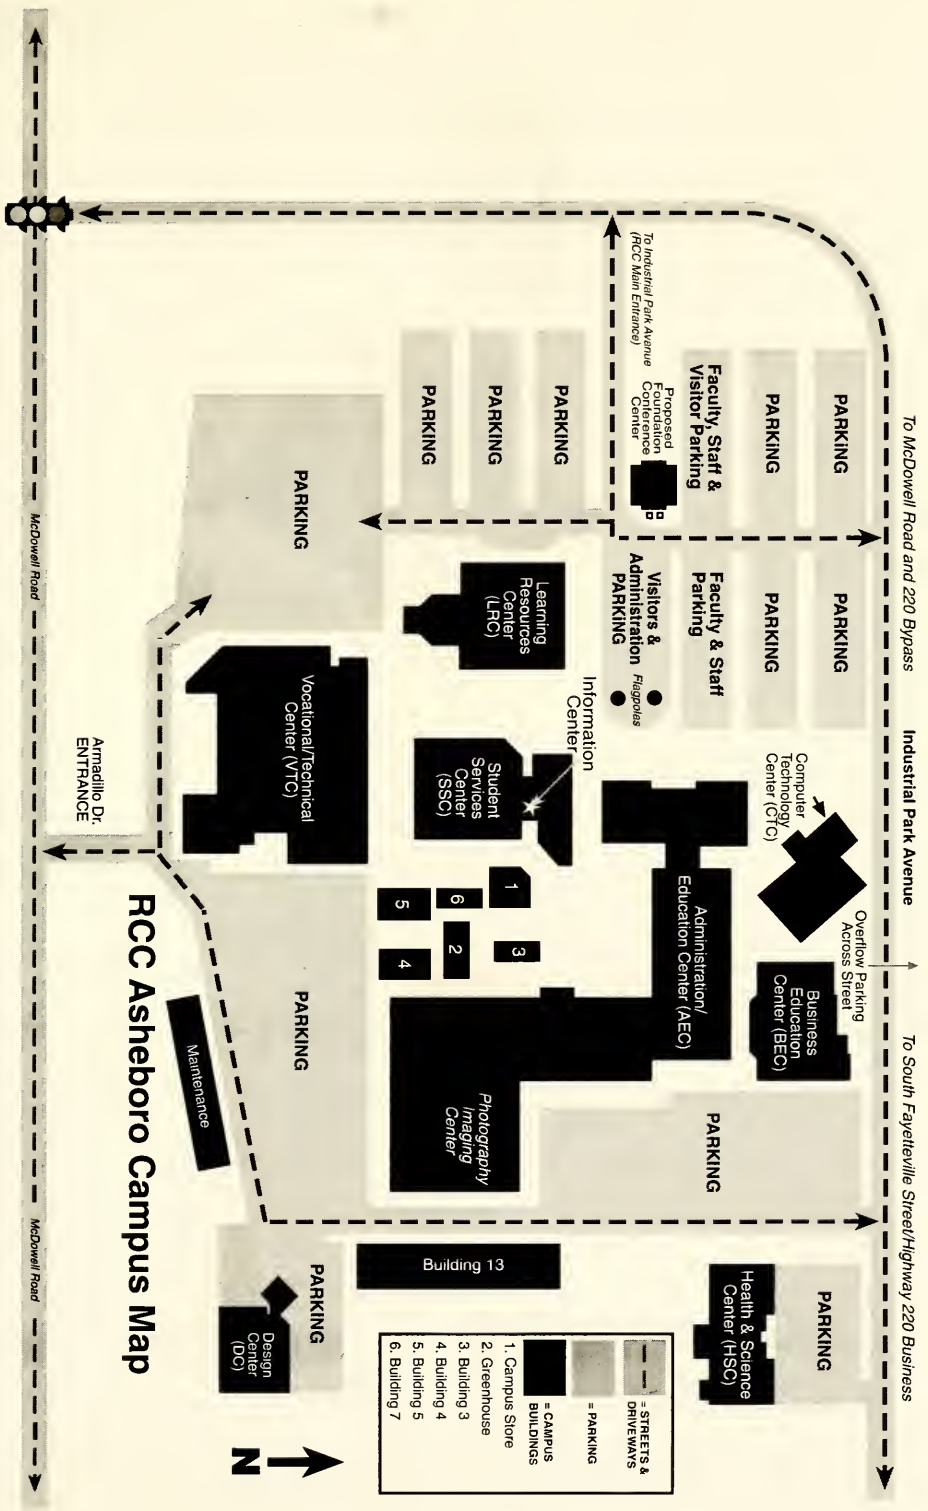 To McDowell Road and 220 Bypass
Industrial Park Avenue
To South Fayetteville Street/Highway 220 Business
PARKING
PARKING
Overflow Parking
Across Street
PARKING
PARKING
PARKING
Computer
Technology
Center (CTC)
Business
Education
Center (BEC)
Faculty, Staff &
Visitor Parking
Faculty & Staff
Parking
PARKING
Health & Science
Center (HSC)
To Industrial Park Avenue
(RCC Main Entrance)
Proposed
Foundation
Conference
Center
Visitors &
Administration
PARKING
Flagpolas
Administration/
Education Center (AEC)
Information
Center
PARKING
PARKING
PARKING
Learning
Resources
Center
(LRC)
Student
Services
Center
(SSC)
1
3
6
2
5
4
Photography
Imaging
Center
Building 13
= STREETS &
DRIVEWAYS
= PARKING
= CAMPUS
BUILDINGS
1. Campus Store
2. Greenhouse
3. Building 3
4. Building 4
5. Building 5
6. Building 7
PARKING
Vocational/Technical
Center (VTC)
PARKING
PARKING
Design
Center
(DC)
Maintenance
N
RCC Asheboro Campus Map
Armadillo Dr.
ENTRANCE
McDowell Road
McDowell Road